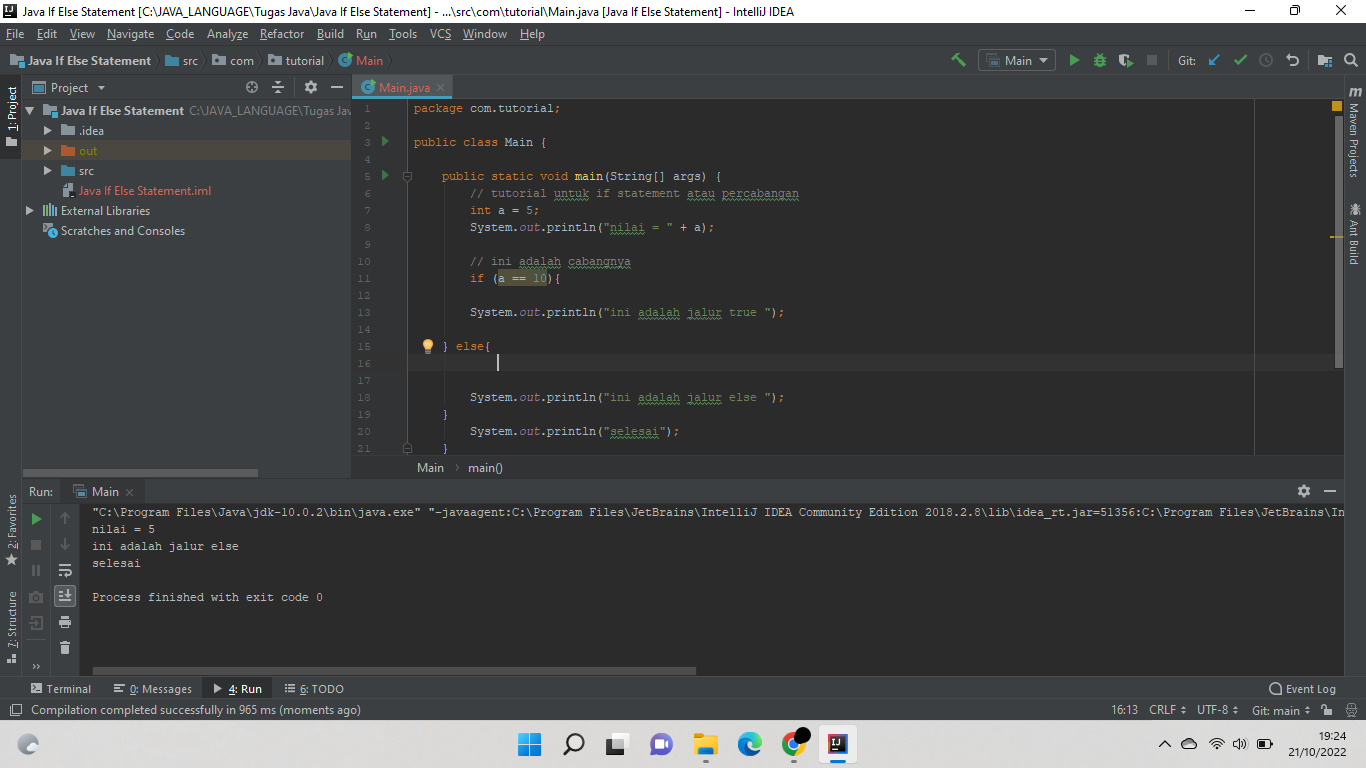 Java If Else Statement [C:\JAVA_LANGUAGE\Tugas Java\Java If Else Statement] - ...\src\com\tutorial\Main.java [Java If Else Statement] - IntelliJ IDEA
File Edit View Navigate Code Analyze Refactor Build Run Tools VCS Window Help
Java If Else Statement src com tutorial Main Main Git:
1: Project
Project
Java If Else Statement C:\JAVA_LANGUAGE\Tugas Jav
.idea
out
src
Java If Else Statement.iml
External Libraries
Scratches and Consoles
Main.java
1 package com.tutorial;
2
3 public class Main {
4
5 public static void main(String[] args) {
6 // tutorial untuk if statement atau percabangan
7 int a = 5;
8 System.out.println("nilai = " + a);
9
10 // ini adalah cabangnya
11 if (a == 10){
12
13 System.out.println("ini adalah jalur true ");
14
15 } else{
16
17
18 System.out.println("ini adalah jalur else ");
19 }
20 System.out.println("selesai");
21 }
Main main()
Maven Projects
Ant Build
Run: Main
"C:\Program Files\Java\jdk-10.0.2\bin\java.exe" "-javaagent:C:\Program Files\JetBrains\IntelliJ IDEA Community Edition 2018.2.8\lib\idea_rt.jar=51356:C:\Program Files\JetBrains\In
nilai = 5
ini adalah jalur else
selesai
Process finished with exit code 0
2: Favorites
7: Structure
Terminal 0: Messages 4: Run 6: TODO Event Log
Compilation completed successfully in 965 ms (moments ago) 16:13 CRLF UTF-8 Git: main
19:24
21/10/2022